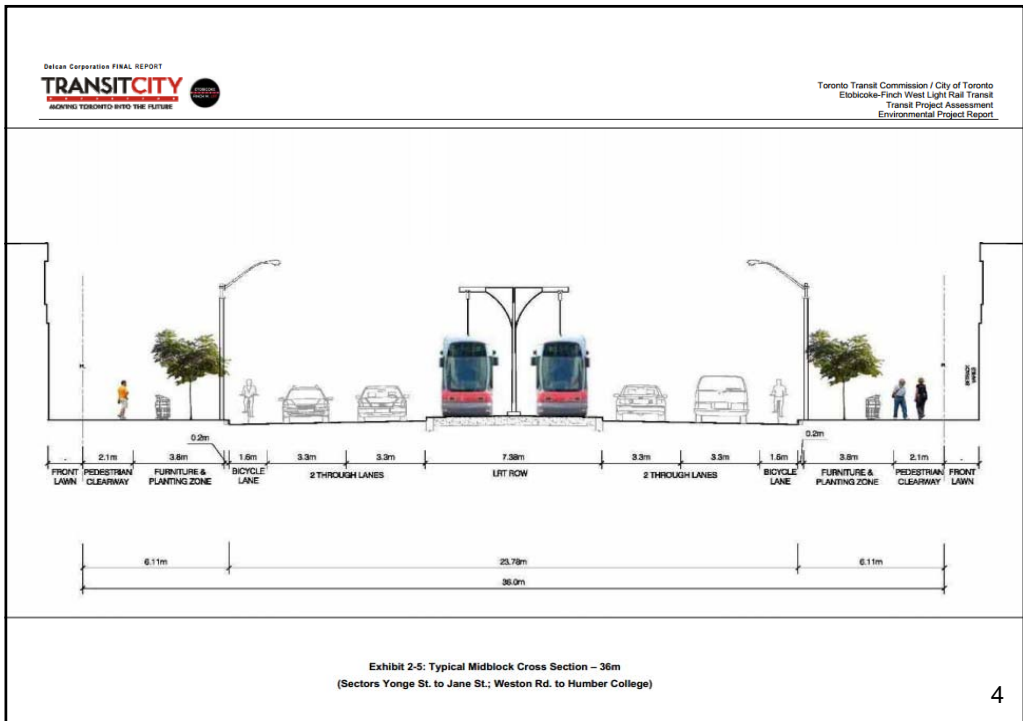 Delcan Corporation FINAL REPORT
TRANSITCITY
MOVING TORONTO INTO THE FUTURE
Toronto Transit Commission / City of Toronto
Etobicoke-Finch West Light Rail Transit
Transit Project Assessment
Environmental Project Report
0.2m
0.2m
2.1m 3.8m 1.6m 3.3m 3.3m 7.38m 3.3m 3.3m 1.6m 3.8m 2.1m
FRONT LAWN
PEDESTRIAN CLEARWAY
FURNITURE & PLANTING ZONE
BICYCLE LANE
2 THROUGH LANES
LRT ROW
2 THROUGH LANES
BICYCLE LANE
FURNITURE & PLANTING ZONE
PEDESTRIAN CLEARWAY
FRONT LAWN
6.11m 23.78m 6.11m
36.0m
Exhibit 2-5: Typical Midblock Cross Section – 36m
(Sectors Yonge St. to Jane St.; Weston Rd. to Humber College)
4